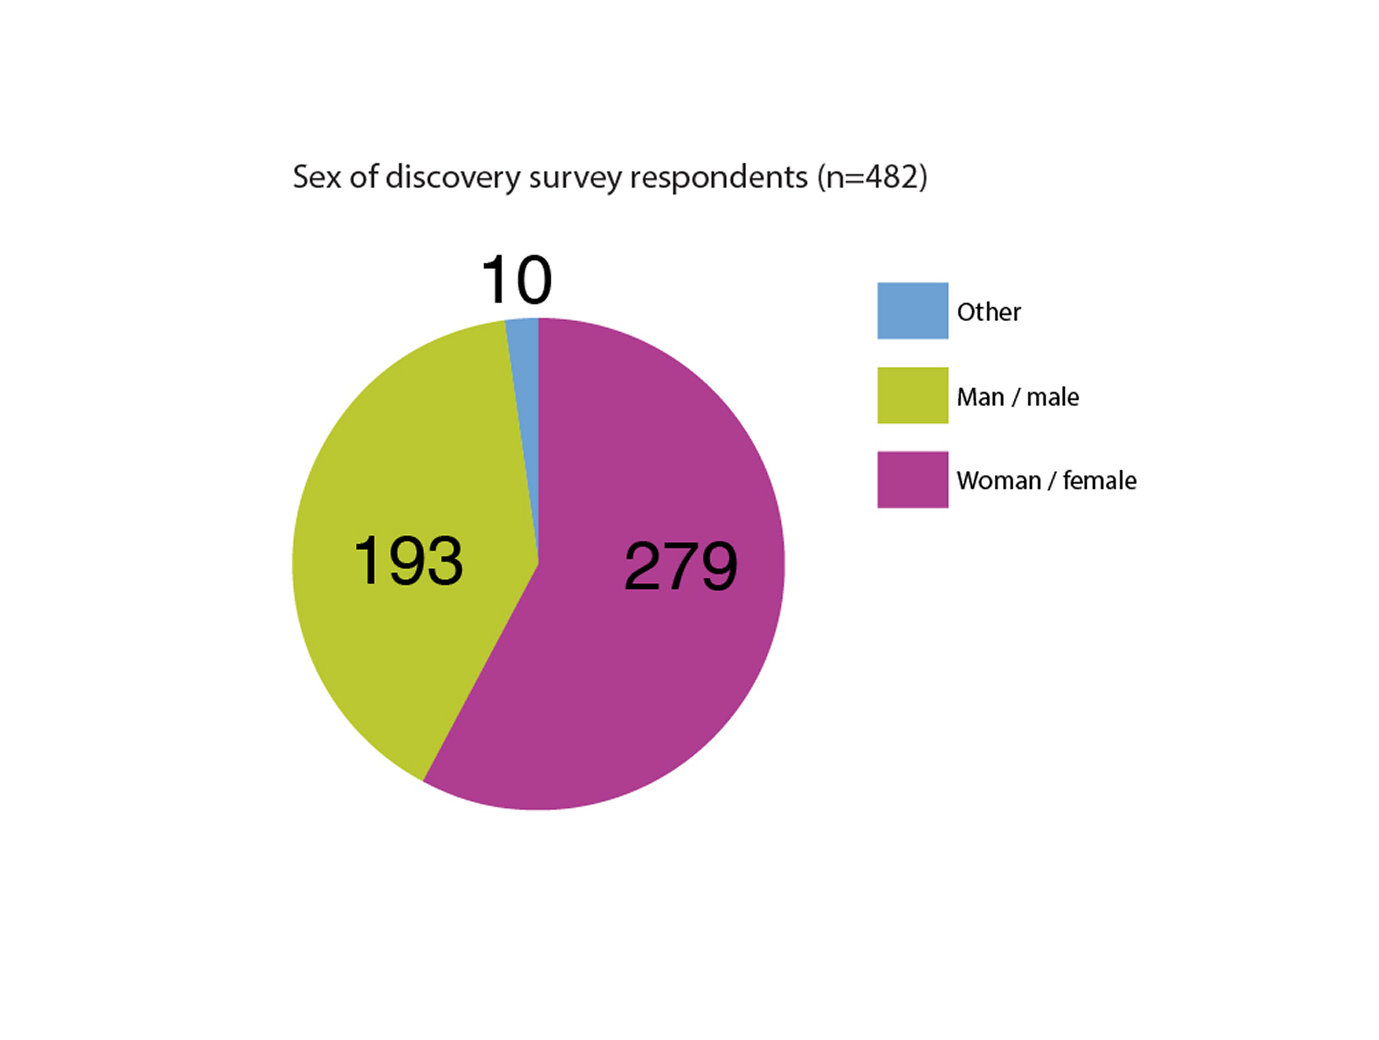 Sex of discovery survey respondents (n=482)
10
Other
Man / male
Woman / female
193
279